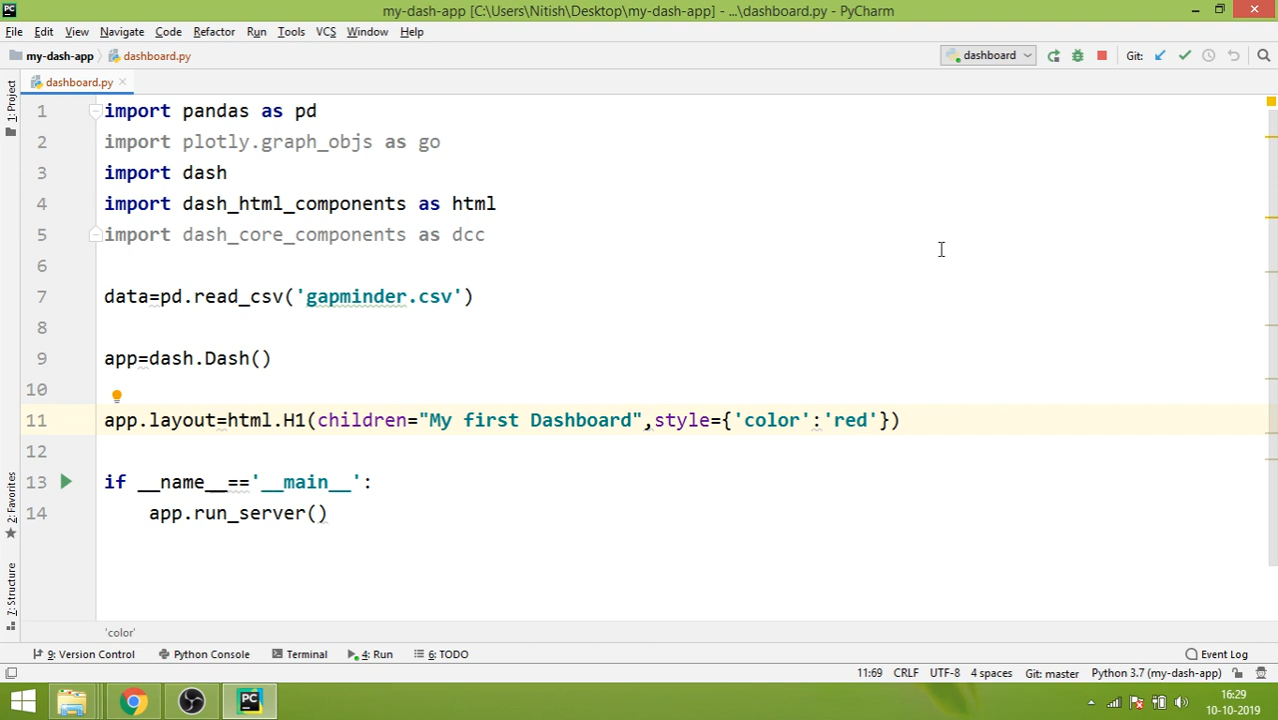 my-dash-app [C:\Users\Nitish\Desktop\my-dash-app] - ...\dashboard.py - PyCharm
File Edit View Navigate Code Refactor Run Tools VCS Window Help
my-dash-app dashboard.py dashboard Git:
dashboard.py
1: Project
1 import pandas as pd
2 import plotly.graph_objs as go
3 import dash
4 import dash_html_components as html
5 import dash_core_components as dcc
6
7 data=pd.read_csv('gapminder.csv')
8
9 app=dash.Dash()
10
11 app.layout=html.H1(children="My first Dashboard",style={'color':'red'})
12
13 if __name__=='__main__':
14 app.run_server()
2: Favorites
7: Structure
'color'
9: Version Control Python Console Terminal 4: Run 6: TODO Event Log
11:69 CRLF UTF-8 4 spaces Git: master Python 3.7 (my-dash-app)
PC
16:29
10-10-2019